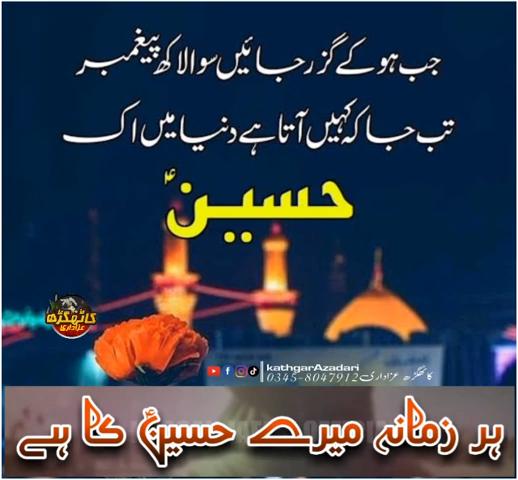 جب ہو کے گزر جائیں سوا لاکھ پیغمبر
تب جا کہ کہیں آتا ہے دنیا میں اک
حسینؑ
کاٹھگڑھ
عزاداری
kathgarAzadari
کاٹھگڑھ عزاداری 0345-8047912
ہر زمانہ میرے حسینؑ کا ہے